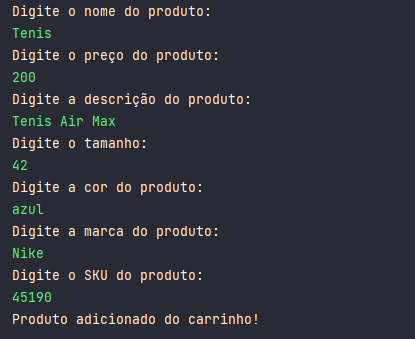 Digite o nome do produto:
Tenis
Digite o preço do produto:
200
Digite a descrição do produto:
Tenis Air Max
Digite o tamanho:
42
Digite a cor do produto:
azul
Digite a marca do produto:
Nike
Digite o SKU do produto:
45190
Produto adicionado do carrinho!